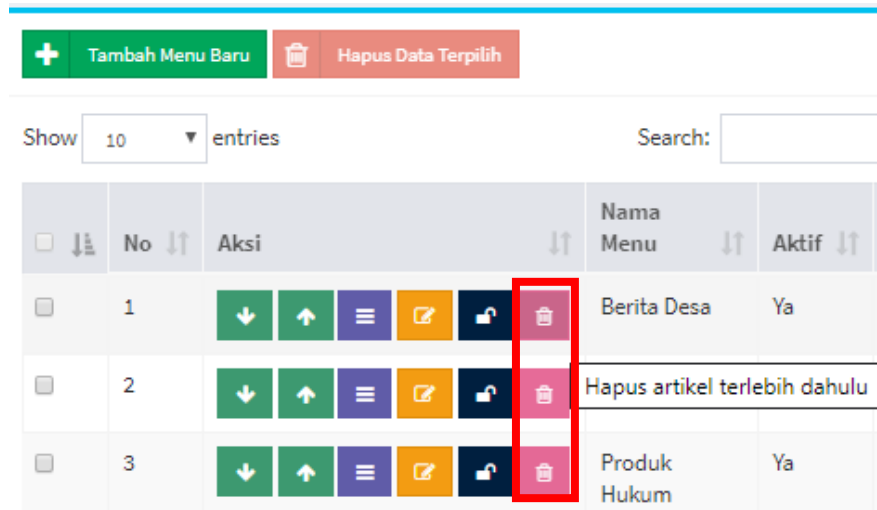 Tambah Menu Baru Hapus Data Terpilih
Show 10 entries Search:
No Aksi Nama Menu Aktif
1 Berita Desa Ya
2 Hapus artikel terlebih dahulu
3 Produk Hukum Ya